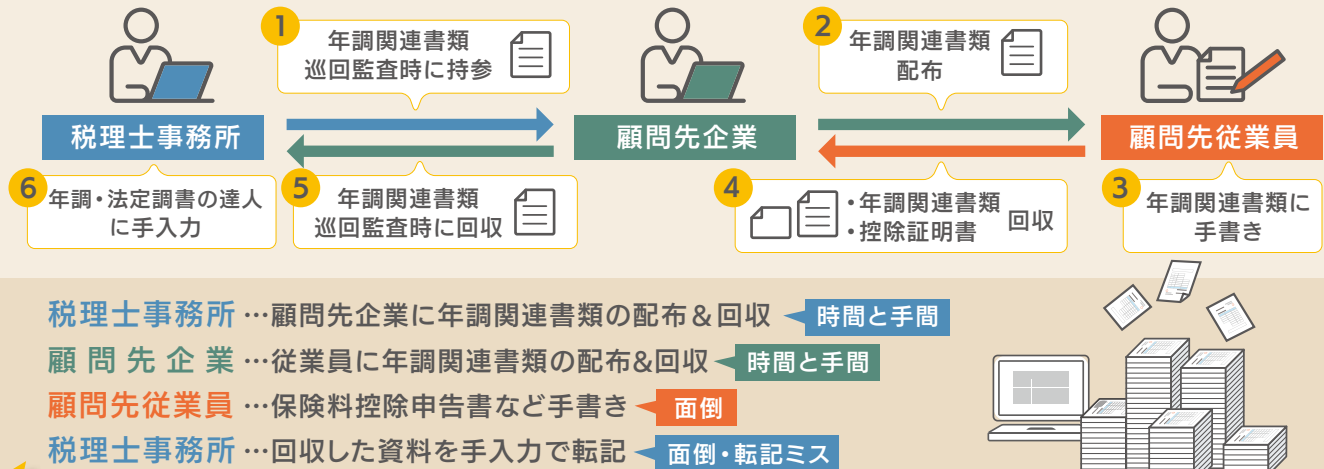 1
年調関連書類
巡回監査時に持参
2
年調関連書類
配布
税理士事務所
顧問先企業
顧問先従業員
6
年調・法定調書の達人
に手入力
5
年調関連書類
巡回監査時に回収
4
・年調関連書類
・控除証明書
回収
3
年調関連書類に
手書き
税理士事務所…顧問先企業に年調関連書類の配布&回収 時間と手間
顧問先企業…従業員に年調関連書類の配布&回収 時間と手間
顧問先従業員…保険料控除申告書など手書き 面倒
税理士事務所…回収した資料を手入力で転記 面倒・転記ミス